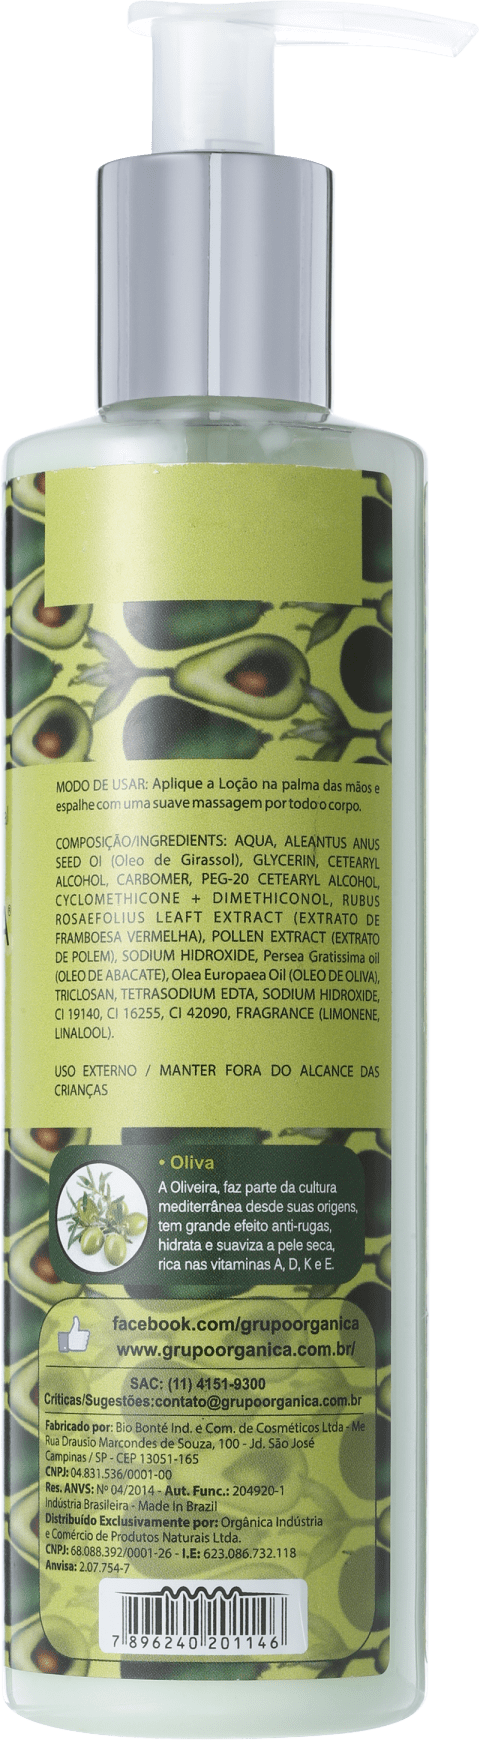 MODO DE USAR: Aplique a Loção na palma das mãos e
espalhe com uma suave massagem por todo o corpo.
COMPOSIÇÃO/INGREDIENTS: AQUA, ALEANTUS ANUS
SEED OI (Oleo de Girassol), GLYCERIN, CETEARYL
ALCOHOL, CARBOMER, PEG-20 CETEARYL ALCOHOL,
CYCLOMETHICONE + DIMETHICONOL, RUBUS
ROSAEFOLIUS LEAFT EXTRACT (EXTRATO DE
FRAMBOESA VERMELHA), POLLEN EXTRACT (EXTRATO
DE POLEM), SODIUM HIDROXIDE, Persea Gratissima oil
(OLEO DE ABACATE), Olea Europaea Oil (OLEO DE OLIVA),
TRICLOSAN, TETRASODIUM EDTA, SODIUM HIDROXIDE,
CI 19140, CI 16255, CI 42090, FRAGRANCE (LIMONENE,
LINALOOL).
USO EXTERNO / MANTER FORA DO ALCANCE DAS
CRIANÇAS
• Oliva
A Oliveira, faz parte da cultura
mediterrânea desde suas origens,
tem grande efeito anti-rugas,
hidrata e suaviza a pele seca,
rica nas vitaminas A, D, K e E.
facebook.com/grupoorganica
www.grupoorganica.com.br/
SAC: (11) 4151-9300
Criticas/Sugestões:contato@grupoorganica.com.br
Fabricado por: Bio Bonté Ind. e Com. de Cosméticos Ltda - Me
Rua Drausio Marcondes de Souza, 100 - Jd. São José
Campinas / SP - CEP 13051-165
CNPJ: 04.831.536/0001-00
Res. ANVS: Nº 04/2014 - Aut. Func.: 204920-1
Indústria Brasileira - Made In Brazil
Distribuído Exclusivamente por: Orgânica Indústria
e Comércio de Produtos Naturais Ltda.
CNPJ: 68.088.392/0001-26 - I.E: 623.086.732.118
Anvisa: 2.07.754-7
7 896240 201146